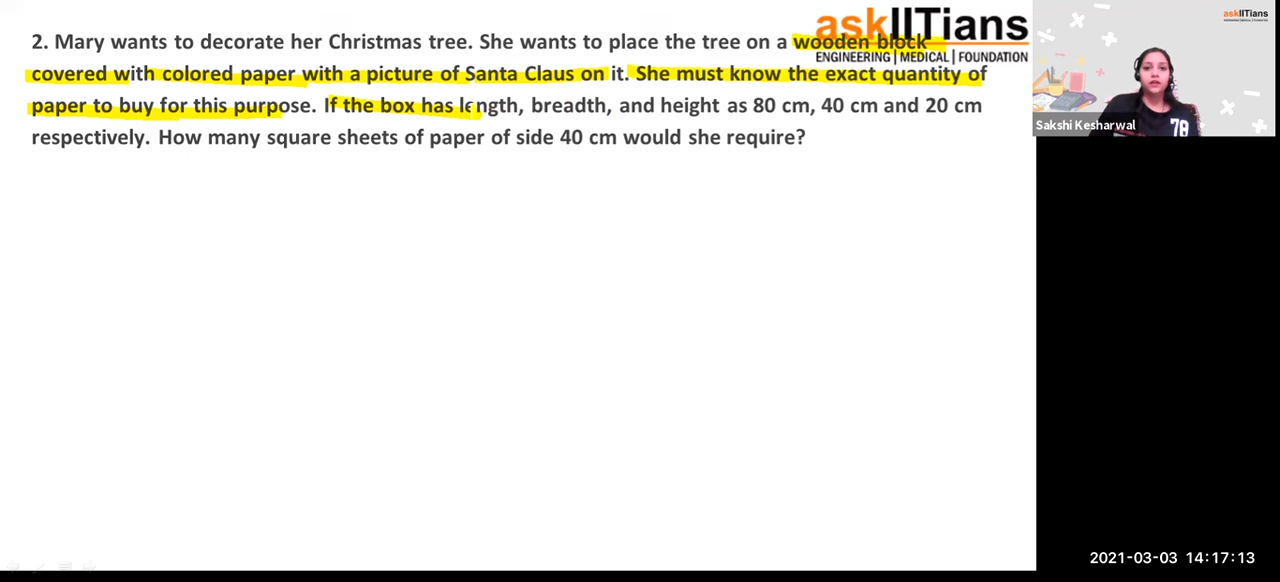 askIITians
ENGINEERING | MEDICAL | FOUNDATION
2. Mary wants to decorate her Christmas tree. She wants to place the tree on a wooden block
covered with colored paper with a picture of Santa Claus on it. She must know the exact quantity of
paper to buy for this purpose. If the box has length, breadth, and height as 80 cm, 40 cm and 20 cm
respectively. How many square sheets of paper of side 40 cm would she require?
askIITians
Sakshi Kesharwal
78
2021-03-03 14:17:13